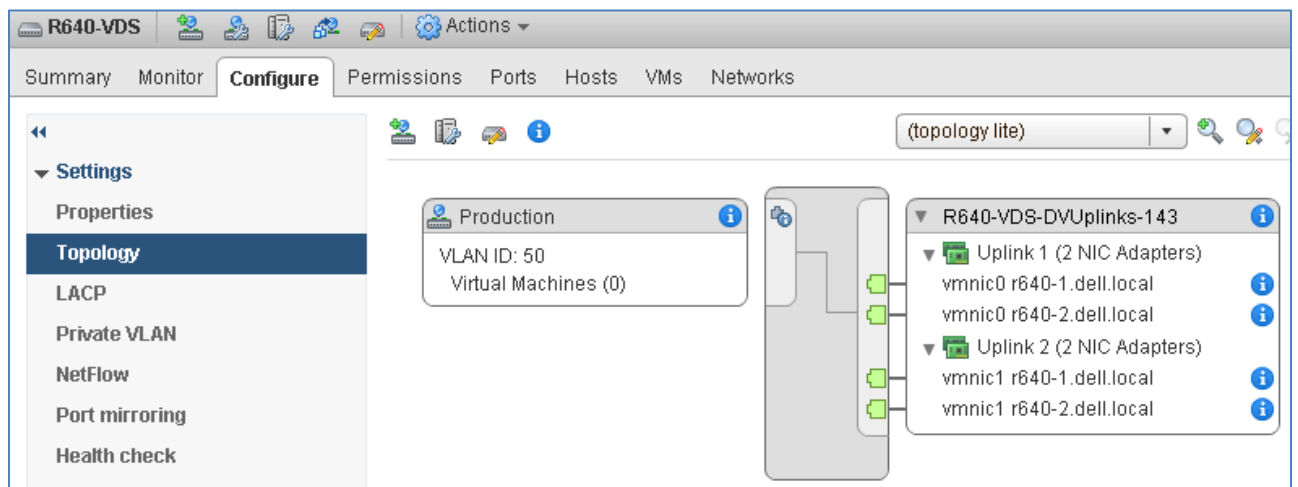 R640-VDS Actions
Summary Monitor Configure Permissions Ports Hosts VMs Networks
Settings
Properties
Topology
LACP
Private VLAN
NetFlow
Port mirroring
Health check
(topology lite)
Production
VLAN ID: 50
Virtual Machines (0)
R640-VDS-DVUplinks-143
Uplink 1 (2 NIC Adapters)
vmnic0 r640-1.dell.local
vmnic0 r640-2.dell.local
Uplink 2 (2 NIC Adapters)
vmnic1 r640-1.dell.local
vmnic1 r640-2.dell.local